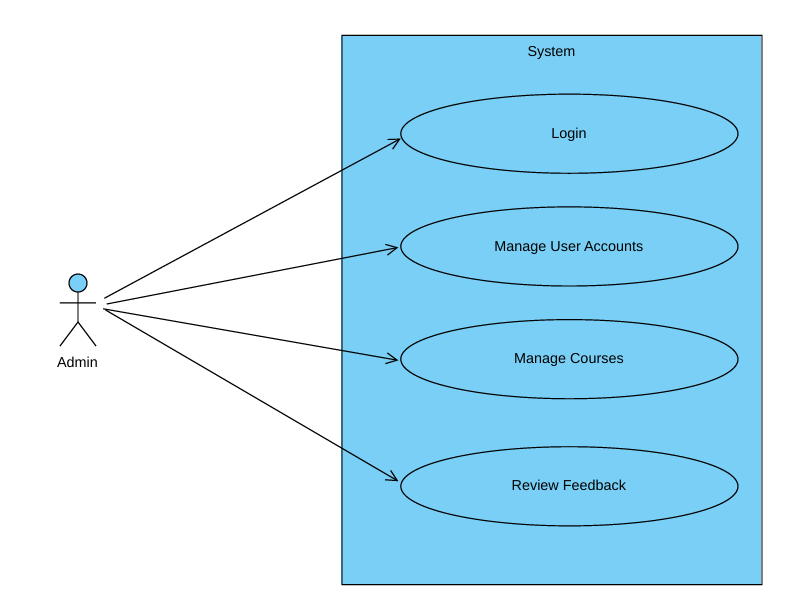 System
Login
Manage User Accounts
Admin
Manage Courses
Review Feedback